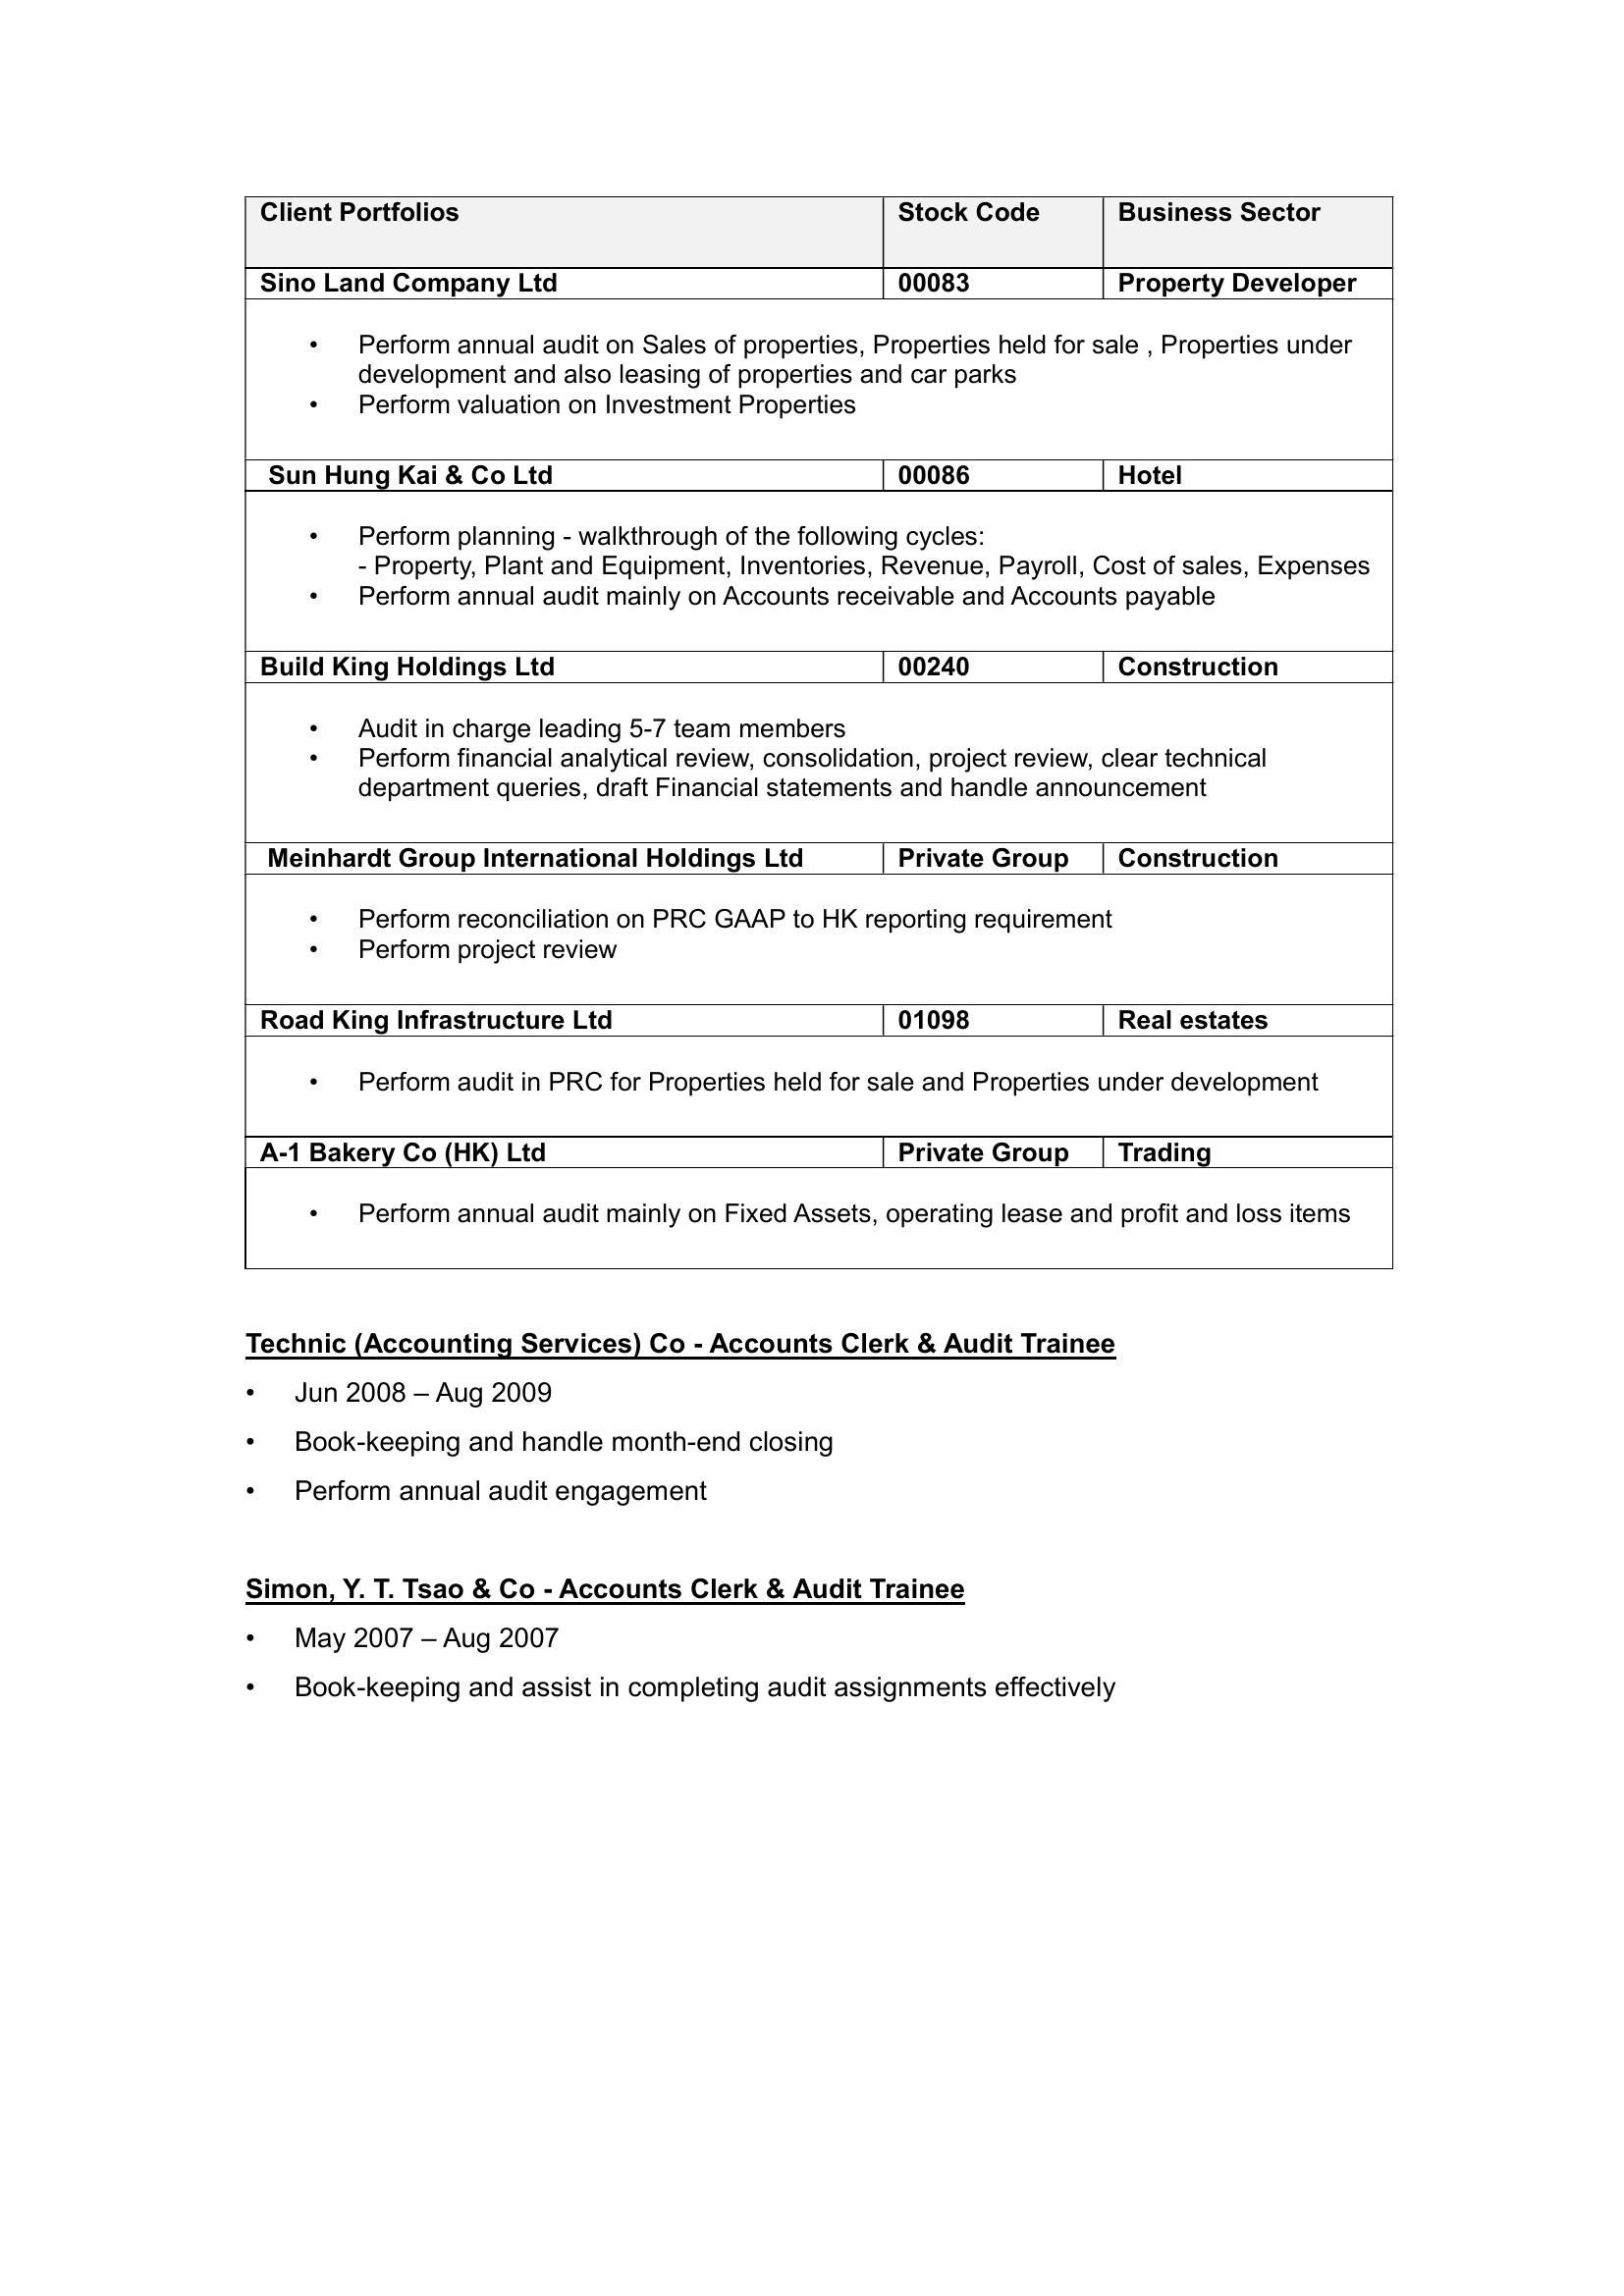 Client Portfolios Stock Code Business Sector
Sino Land Company Ltd 00083 Property Developer
• Perform annual audit on Sales of properties, Properties held for sale , Properties under
development and also leasing of properties and car parks
• Perform valuation on Investment Properties
Sun Hung Kai & Co Ltd 00086 Hotel
• Perform planning - walkthrough of the following cycles:
- Property, Plant and Equipment, Inventories, Revenue, Payroll, Cost of sales, Expenses
• Perform annual audit mainly on Accounts receivable and Accounts payable
Build King Holdings Ltd 00240 Construction
• Audit in charge leading 5-7 team members
• Perform financial analytical review, consolidation, project review, clear technical
department queries, draft Financial statements and handle announcement
Meinhardt Group International Holdings Ltd Private Group Construction
• Perform reconciliation on PRC GAAP to HK reporting requirement
• Perform project review
Road King Infrastructure Ltd 01098 Real estates
• Perform audit in PRC for Properties held for sale and Properties under development
A-1 Bakery Co (HK) Ltd Private Group Trading
• Perform annual audit mainly on Fixed Assets, operating lease and profit and loss items
Technic (Accounting Services) Co - Accounts Clerk & Audit Trainee
• Jun 2008 – Aug 2009
• Book-keeping and handle month-end closing
• Perform annual audit engagement
Simon, Y. T. Tsao & Co - Accounts Clerk & Audit Trainee
• May 2007 – Aug 2007
• Book-keeping and assist in completing audit assignments effectively